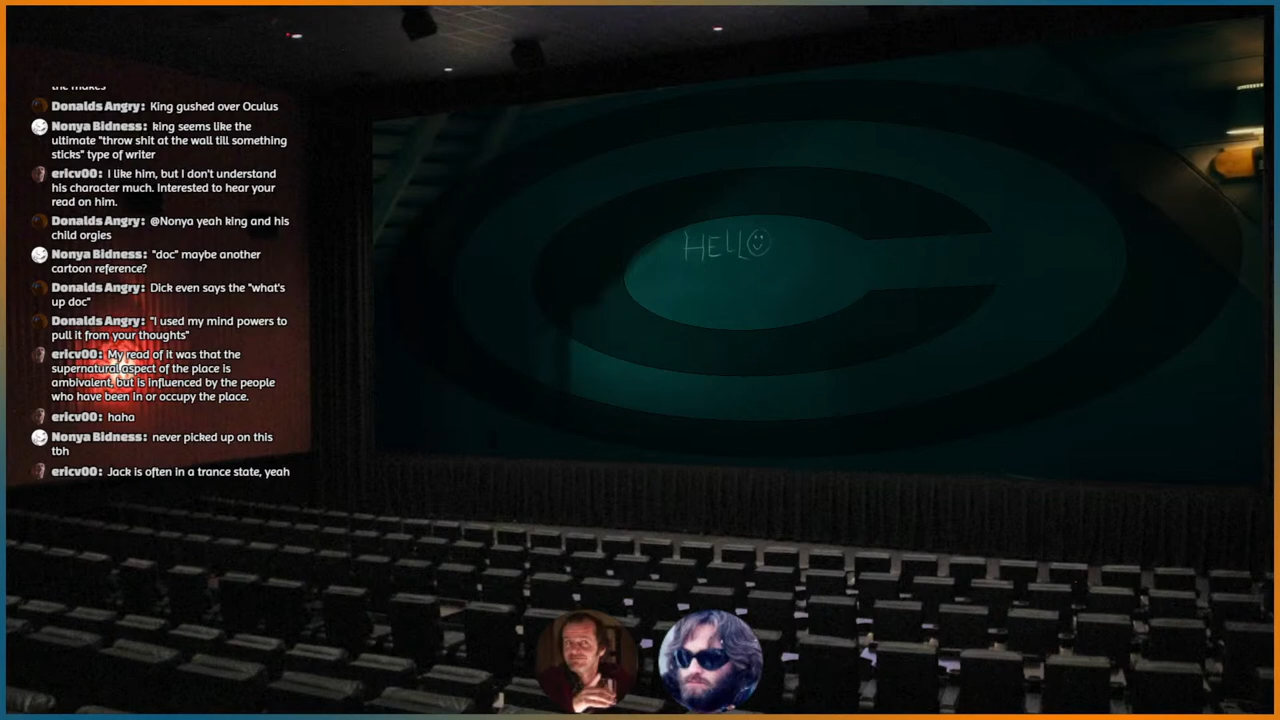 Donalds Angry: King gushed over Oculus
Nonya Bidness: king seems like the
ultimate "throw shit at the wall till something
sticks" type of writer
ericv00: I like him, but I don't understand
his character much. Interested to hear your
read on him.
Donalds Angry: @Nonya yeah king and his
child orgies
Nonya Bidness: "doc" maybe another
cartoon reference?
Donalds Angry: Dick even says the "what's
up doc"
Donalds Angry: "I used my mind powers to
pull it from your thoughts"
ericv00: My read of it was that the
supernatural aspect of the place is
ambivalent, but is influenced by the people
who have been in or occupy the place.
ericv00: haha
Nonya Bidness: never picked up on this
tbh
ericv00: Jack is often in a trance state, yeah
HELL☺